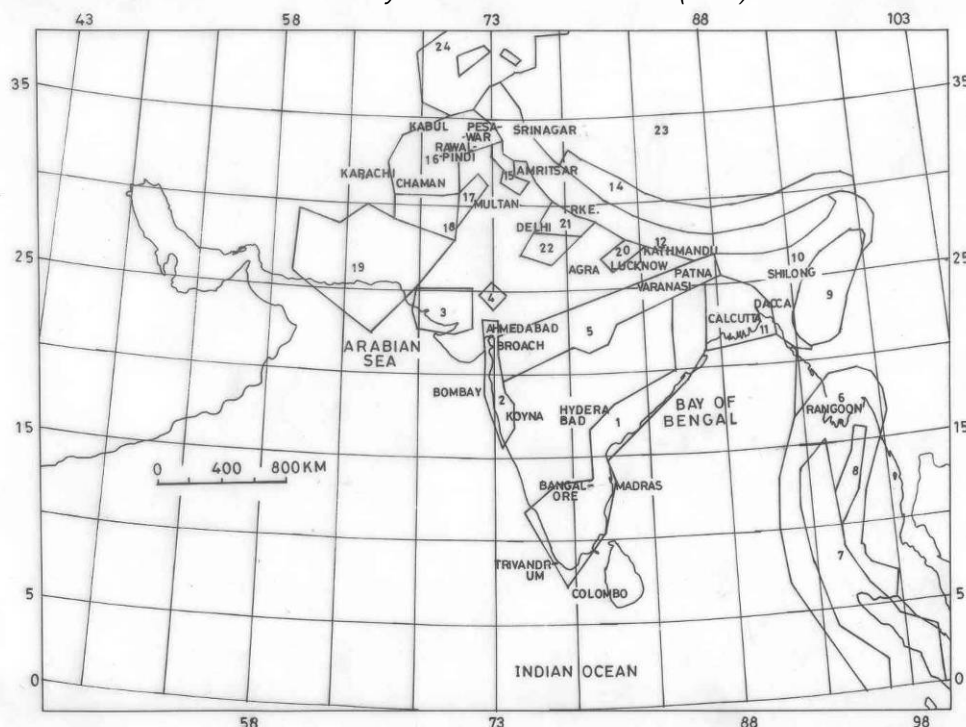 43 58 73 88 103
24
35 35
KABUL PESA- SRINAGAR 23
WAR
RAWAL-
16 PINDI
KARACHI 15 AMRITSAR
CHAMAN 14
17
MULTAN
RKE.
18 DELHI 21
22 12
20 KATHMANDU
25 19 AGRA LUCKNOW 10 25
PATNA SHILONG
VARANASI
4 9
3 DACCA
AHMEDABAD 5 CALCUTTA 11
BROACH
ARABIAN
SEA
BOMBAY 2 6
KOYNA HYDERA BAY OF RANGOON
BAD 1 BENGAL
15 15
0 400 800 KM 8
BANGAL- MADRAS
ORE
7
TRIVANDR-
UM
COLOMBO
5 5
INDIAN OCEAN
0 0
58 73 88 98